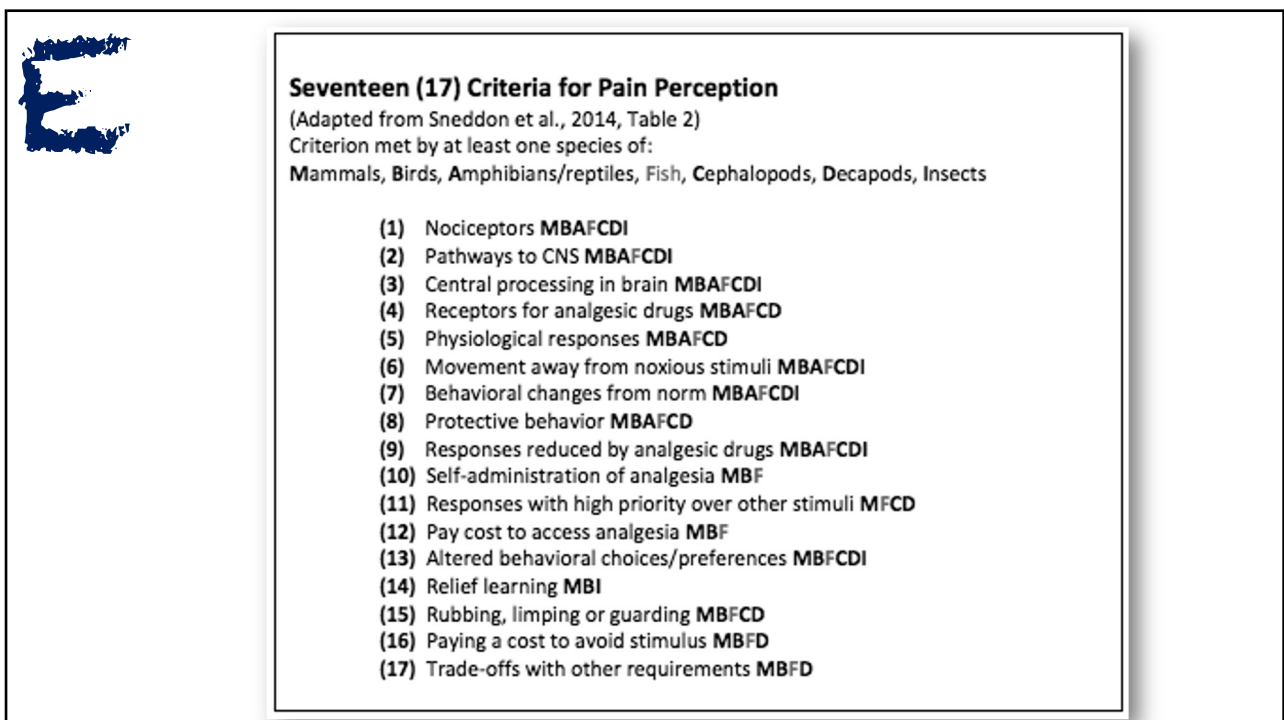 E
Seventeen (17) Criteria for Pain Perception
(Adapted from Sneddon et al., 2014, Table 2)
Criterion met by at least one species of:
Mammals, Birds, Amphibians/reptiles, Fish, Cephalopods, Decapods, Insects
(1) Nociceptors MBAFCDI
(2) Pathways to CNS MBAFCDI
(3) Central processing in brain MBAFCDI
(4) Receptors for analgesic drugs MBAFCD
(5) Physiological responses MBAFCD
(6) Movement away from noxious stimuli MBAFCDI
(7) Behavioral changes from norm MBAFCDI
(8) Protective behavior MBAFCD
(9) Responses reduced by analgesic drugs MBAFCDI
(10) Self-administration of analgesia MBF
(11) Responses with high priority over other stimuli MFCD
(12) Pay cost to access analgesia MBF
(13) Altered behavioral choices/preferences MBFCDI
(14) Relief learning MBI
(15) Rubbing, limping or guarding MBFCD
(16) Paying a cost to avoid stimulus MBFD
(17) Trade-offs with other requirements MBFD